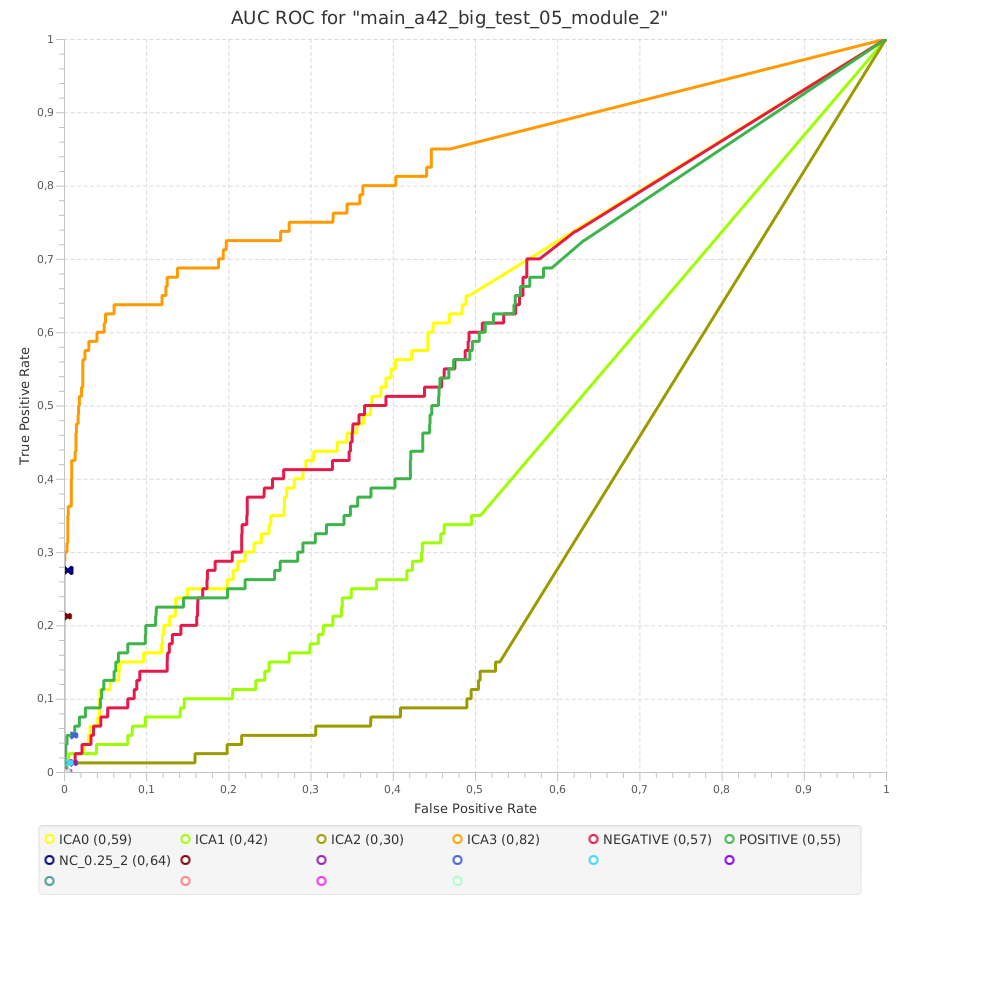 AUC ROC for "main_a42_big_test_05_module_2"
True Positive Rate
1
0,9
0,8
0,7
0,6
0,5
0,4
0,3
0,2
0,1
0
0 0,1 0,2 0,3 0,4 0,5 0,6 0,7 0,8 0,9 1
False Positive Rate
ICA0 (0,59) ICA1 (0,42) ICA2 (0,30) ICA3 (0,82) NEGATIVE (0,57) POSITIVE (0,55)
NC_0.25_2 (0,64)